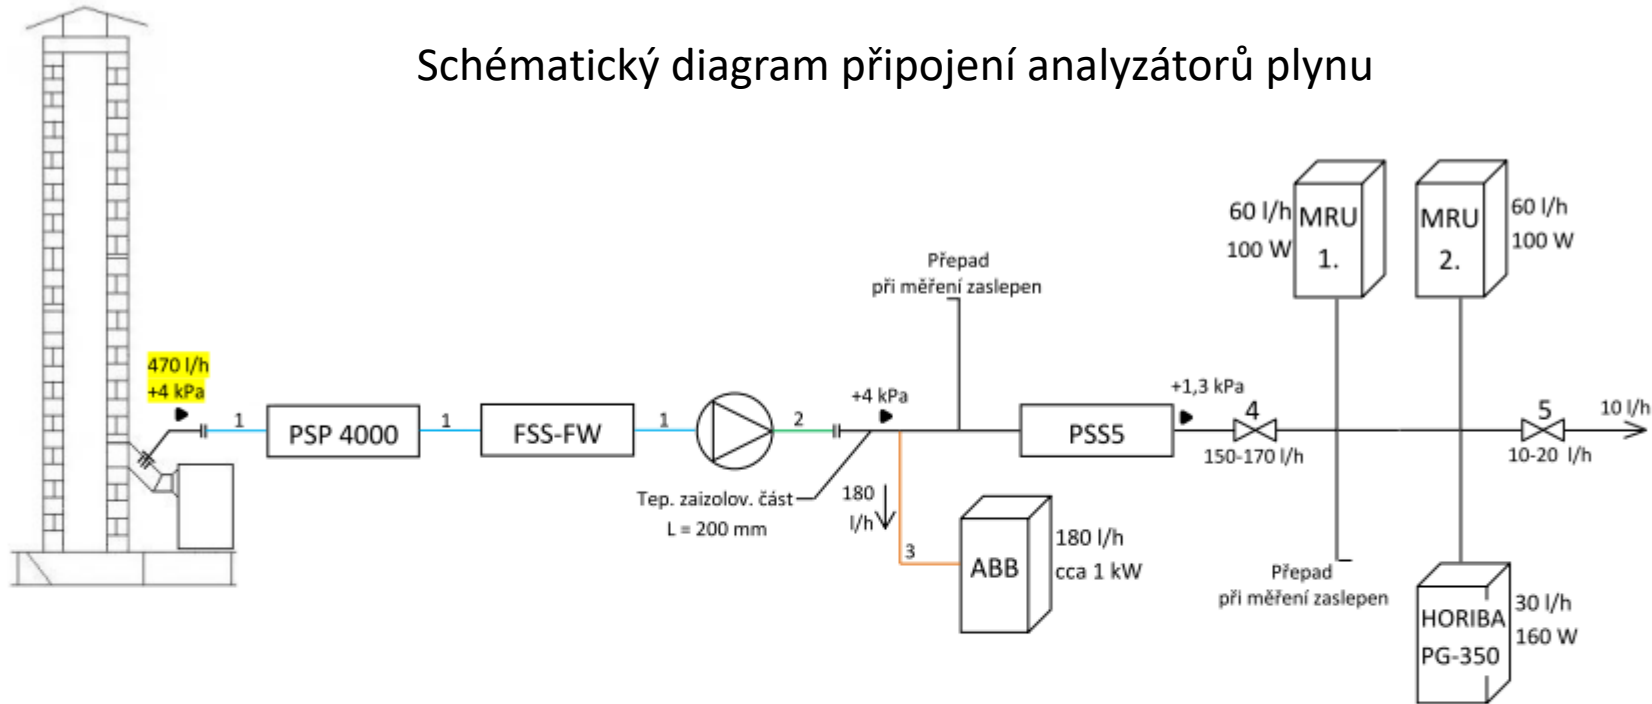 Schématický diagram připojení analyzátorů plynu
470 l/h
+4 kPa
1
PSP 4000
1
FSS-FW
1
2
Tep. zaizolov. část
L = 200 mm
+4 kPa
Přepad
při měření zaslepen
180
l/h
3
ABB
180 l/h
cca 1 kW
PSS5
+1,3 kPa
4
150-170 l/h
60 l/h
100 W
MRU
1.
MRU
2.
60 l/h
100 W
Přepad
při měření zaslepen
HORIBA
PG-350
30 l/h
160 W
5
10-20 l/h
10 l/h